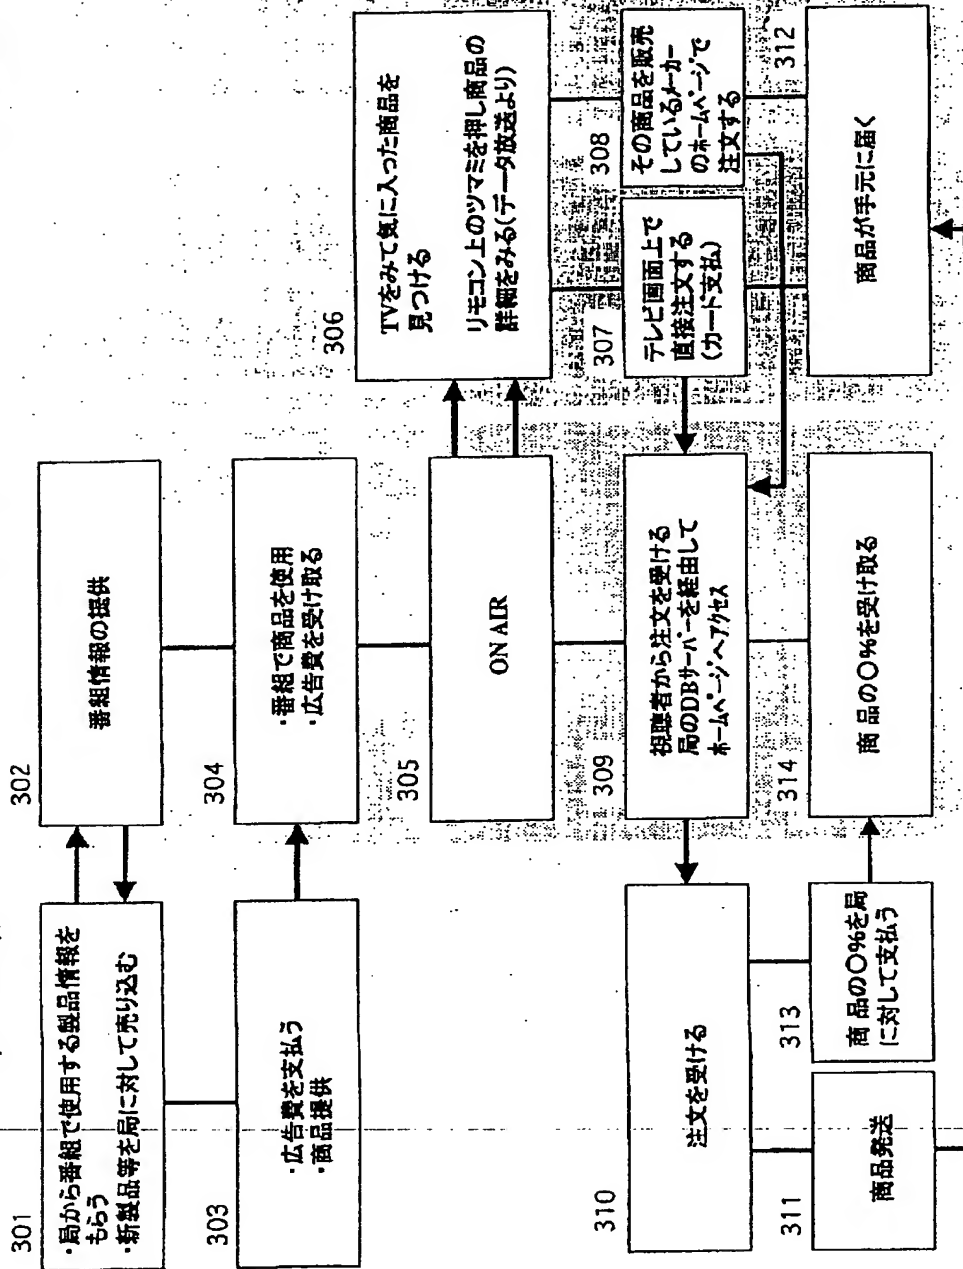 301
・局から番組で使用する製品情報を
もらう
・新製品等を局に対して売り込む
302
番組情報の提供
303
・広告費を支払う
・商品提供
304
・番組で商品を使用
・広告費を受け取る
305
ON AIR
306
TVをみて気に入った商品を
見つける
リモコン上のツマミを押し商品の
詳細をみる(データ放送より)
307
テレビ画面上で
直接注文する
(カード支払)
308
その商品を販売
しているメーカー
のホームページで
注文する
309
視聴者から注文を受ける
局のDBサーバーを経由して
ホームページへアクセス
310
注文を受ける
311
商品発送
313
商品の○%を局
に対して支払う
314
商品の○%を受け取る
312
商品が手元に届く